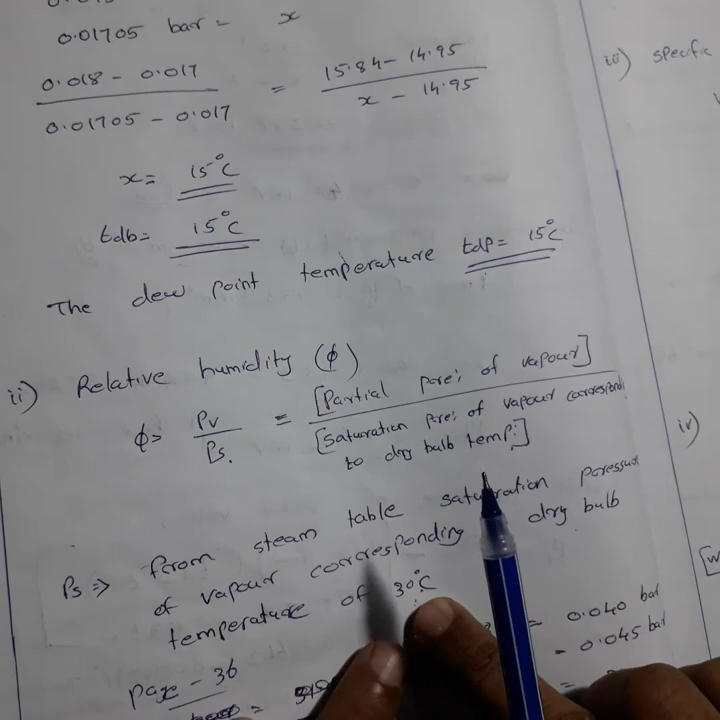 0.01705 bar = x
0.018 - 0.017 / 0.01705 - 0.017 = 15.84 - 14.95 / x - 14.95
x = 15°C
tdb = 15°C
The dew point temperature tdp = 15°C
ii) Relative humidity (φ)
φ = Pv / Ps. = [Partial pre: of vapour] / [Saturation pre: of vapour correspond
to dry bulb temp:]
Ps => from steam table saturation pressur
of vapour corresponding dry bulb
temperature of 30°C
Page - 36
= 0.040 bar
- 0.045 bar
=
iii) specific
iv)